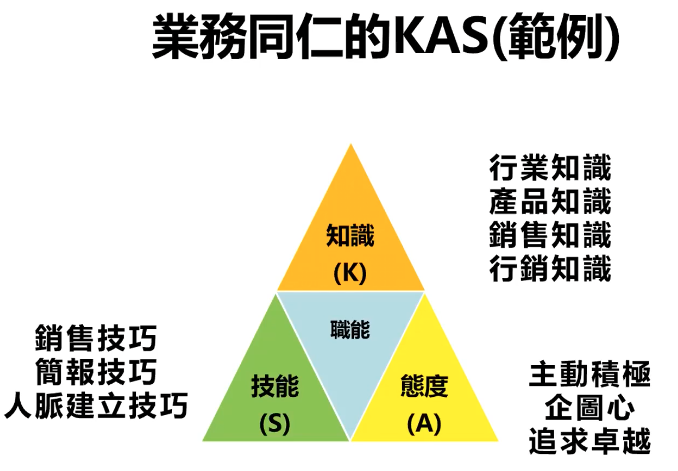 業務同仁的KAS(範例)
行業知識
產品知識
銷售知識
行銷知識
知識
(K)
職能
銷售技巧
簡報技巧
人脈建立技巧
技能
(S)
態度
(A)
主動積極
企圖心
追求卓越